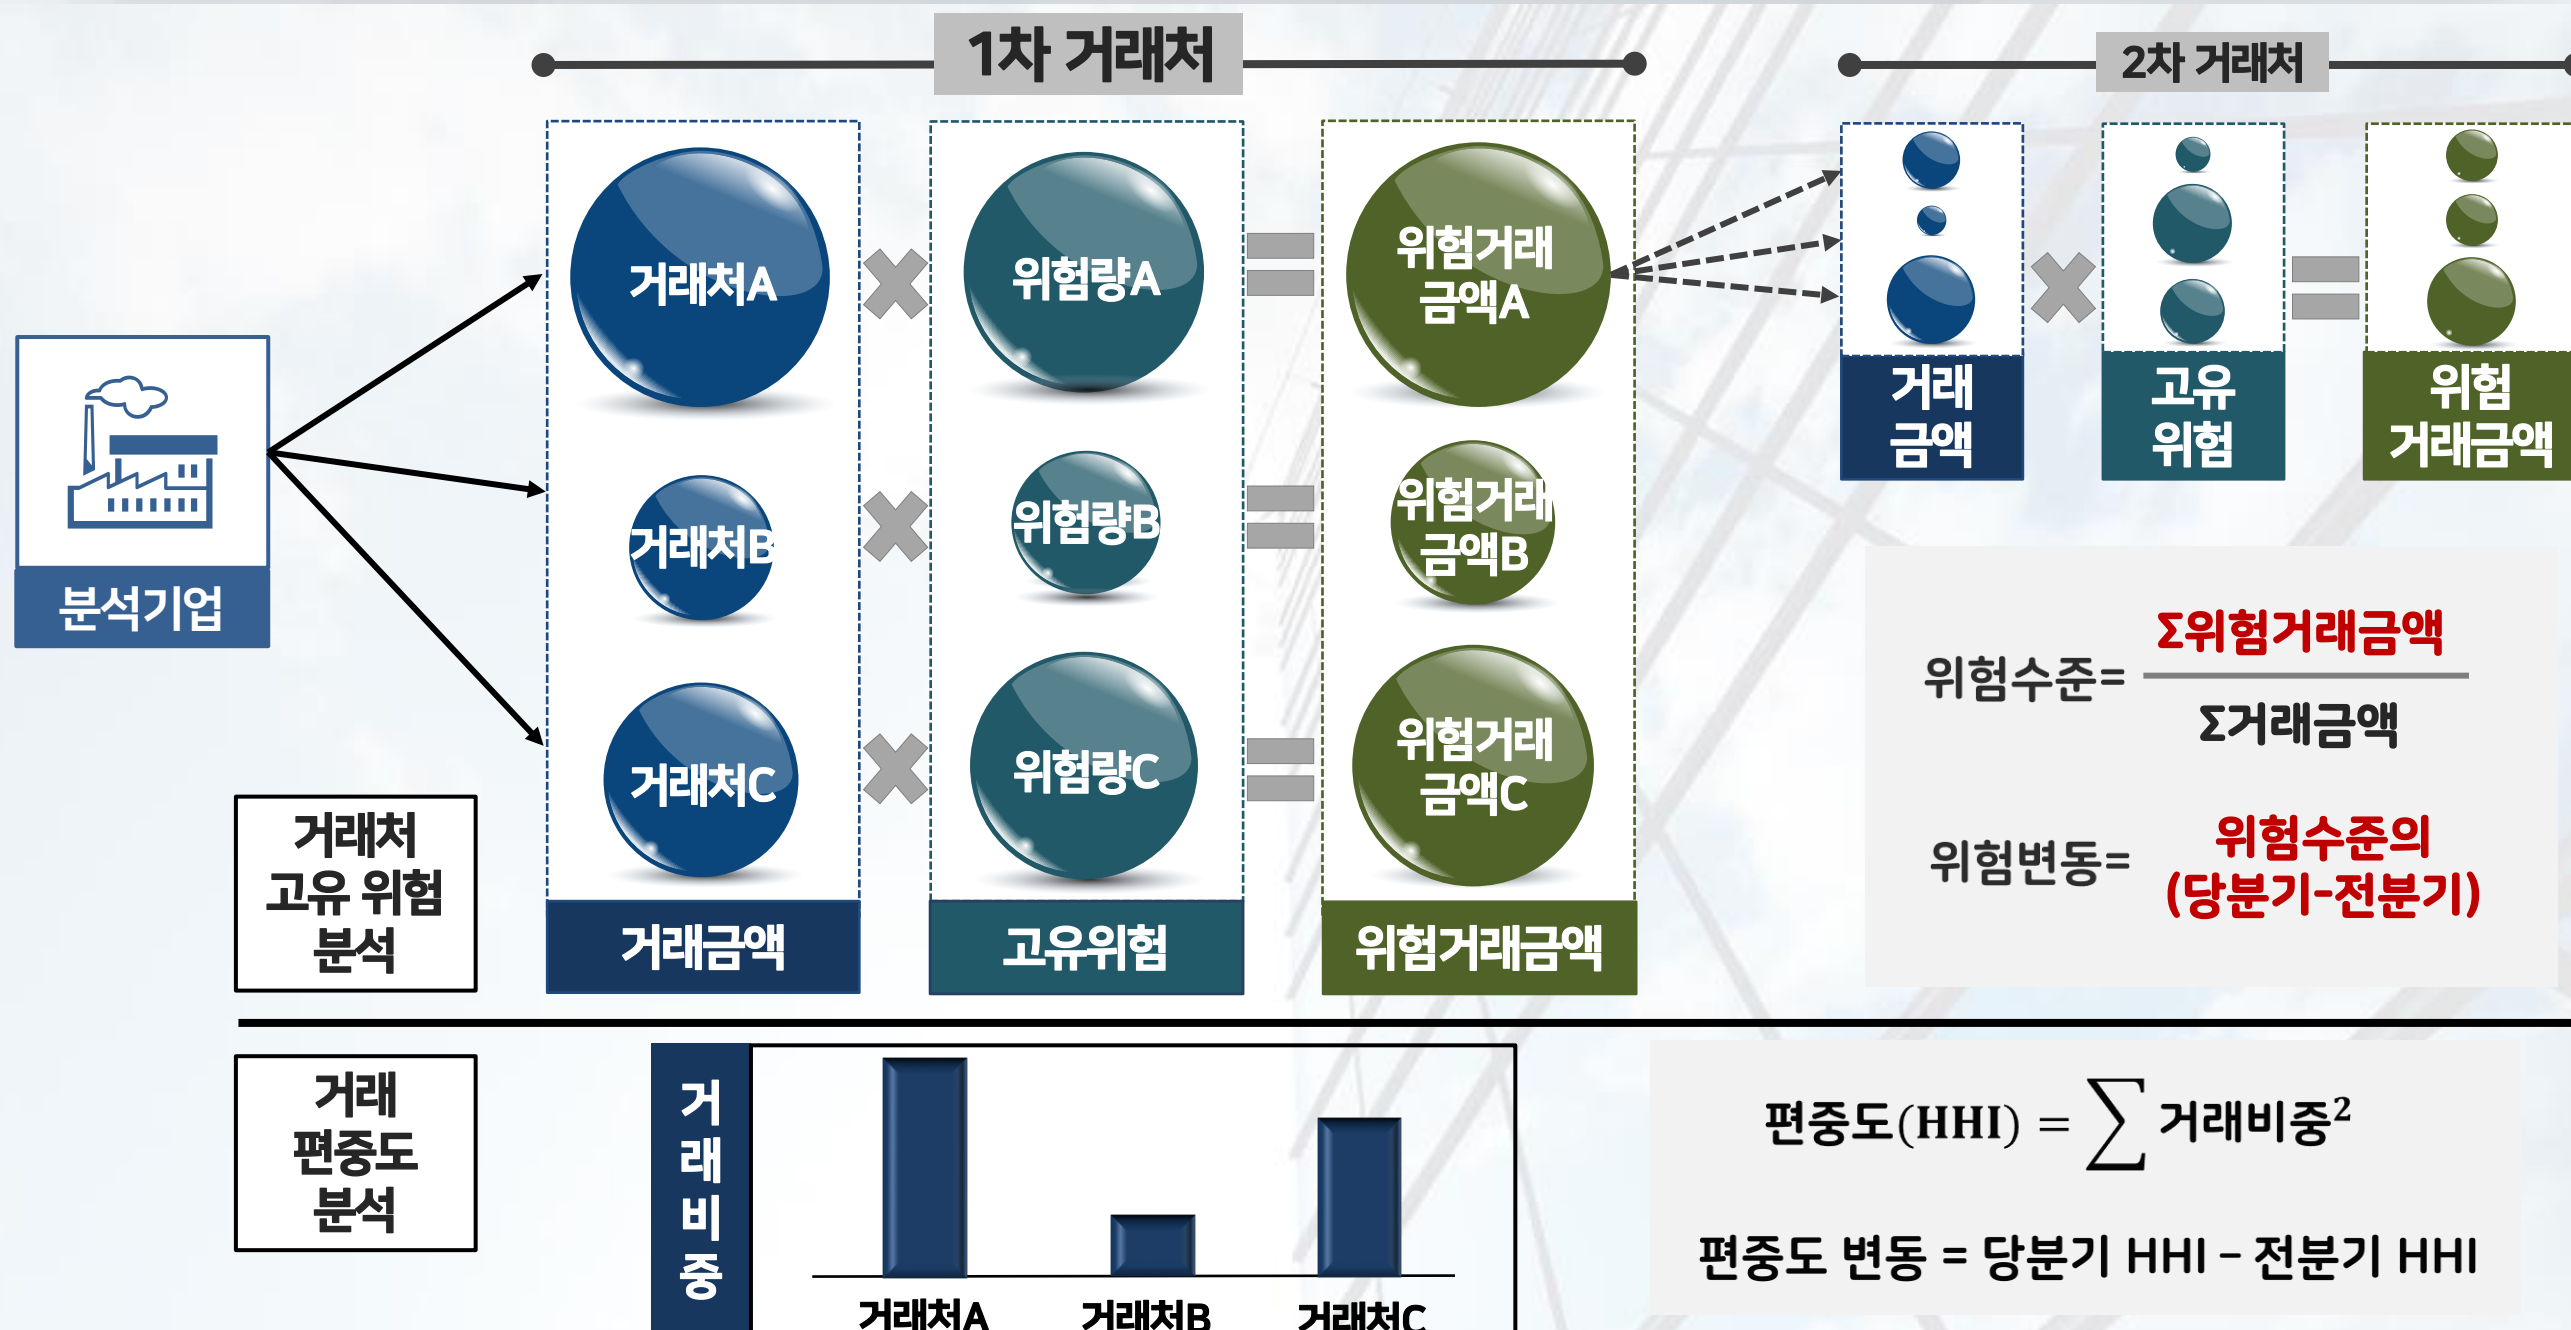 1차 거래처
2차 거래처
분석기업
거래처A
위험량A
위험거래
금액A
거래처B
위험량B
위험거래
금액B
거래처C
위험량C
위험거래
금액C
거래금액
고유위험
위험거래금액
거래
금액
고유
위험
위험
거래금액
위험수준=
Σ위험거래금액
Σ거래금액
위험변동=
위험수준의
(당분기-전분기)
거래처
고유 위험
분석
거래
편중도
분석
거
래
비
중
거래처A
거래처B
거래처C
편중도(HHI) = ∑ 거래비중²
편중도 변동 = 당분기 HHI – 전분기 HHI